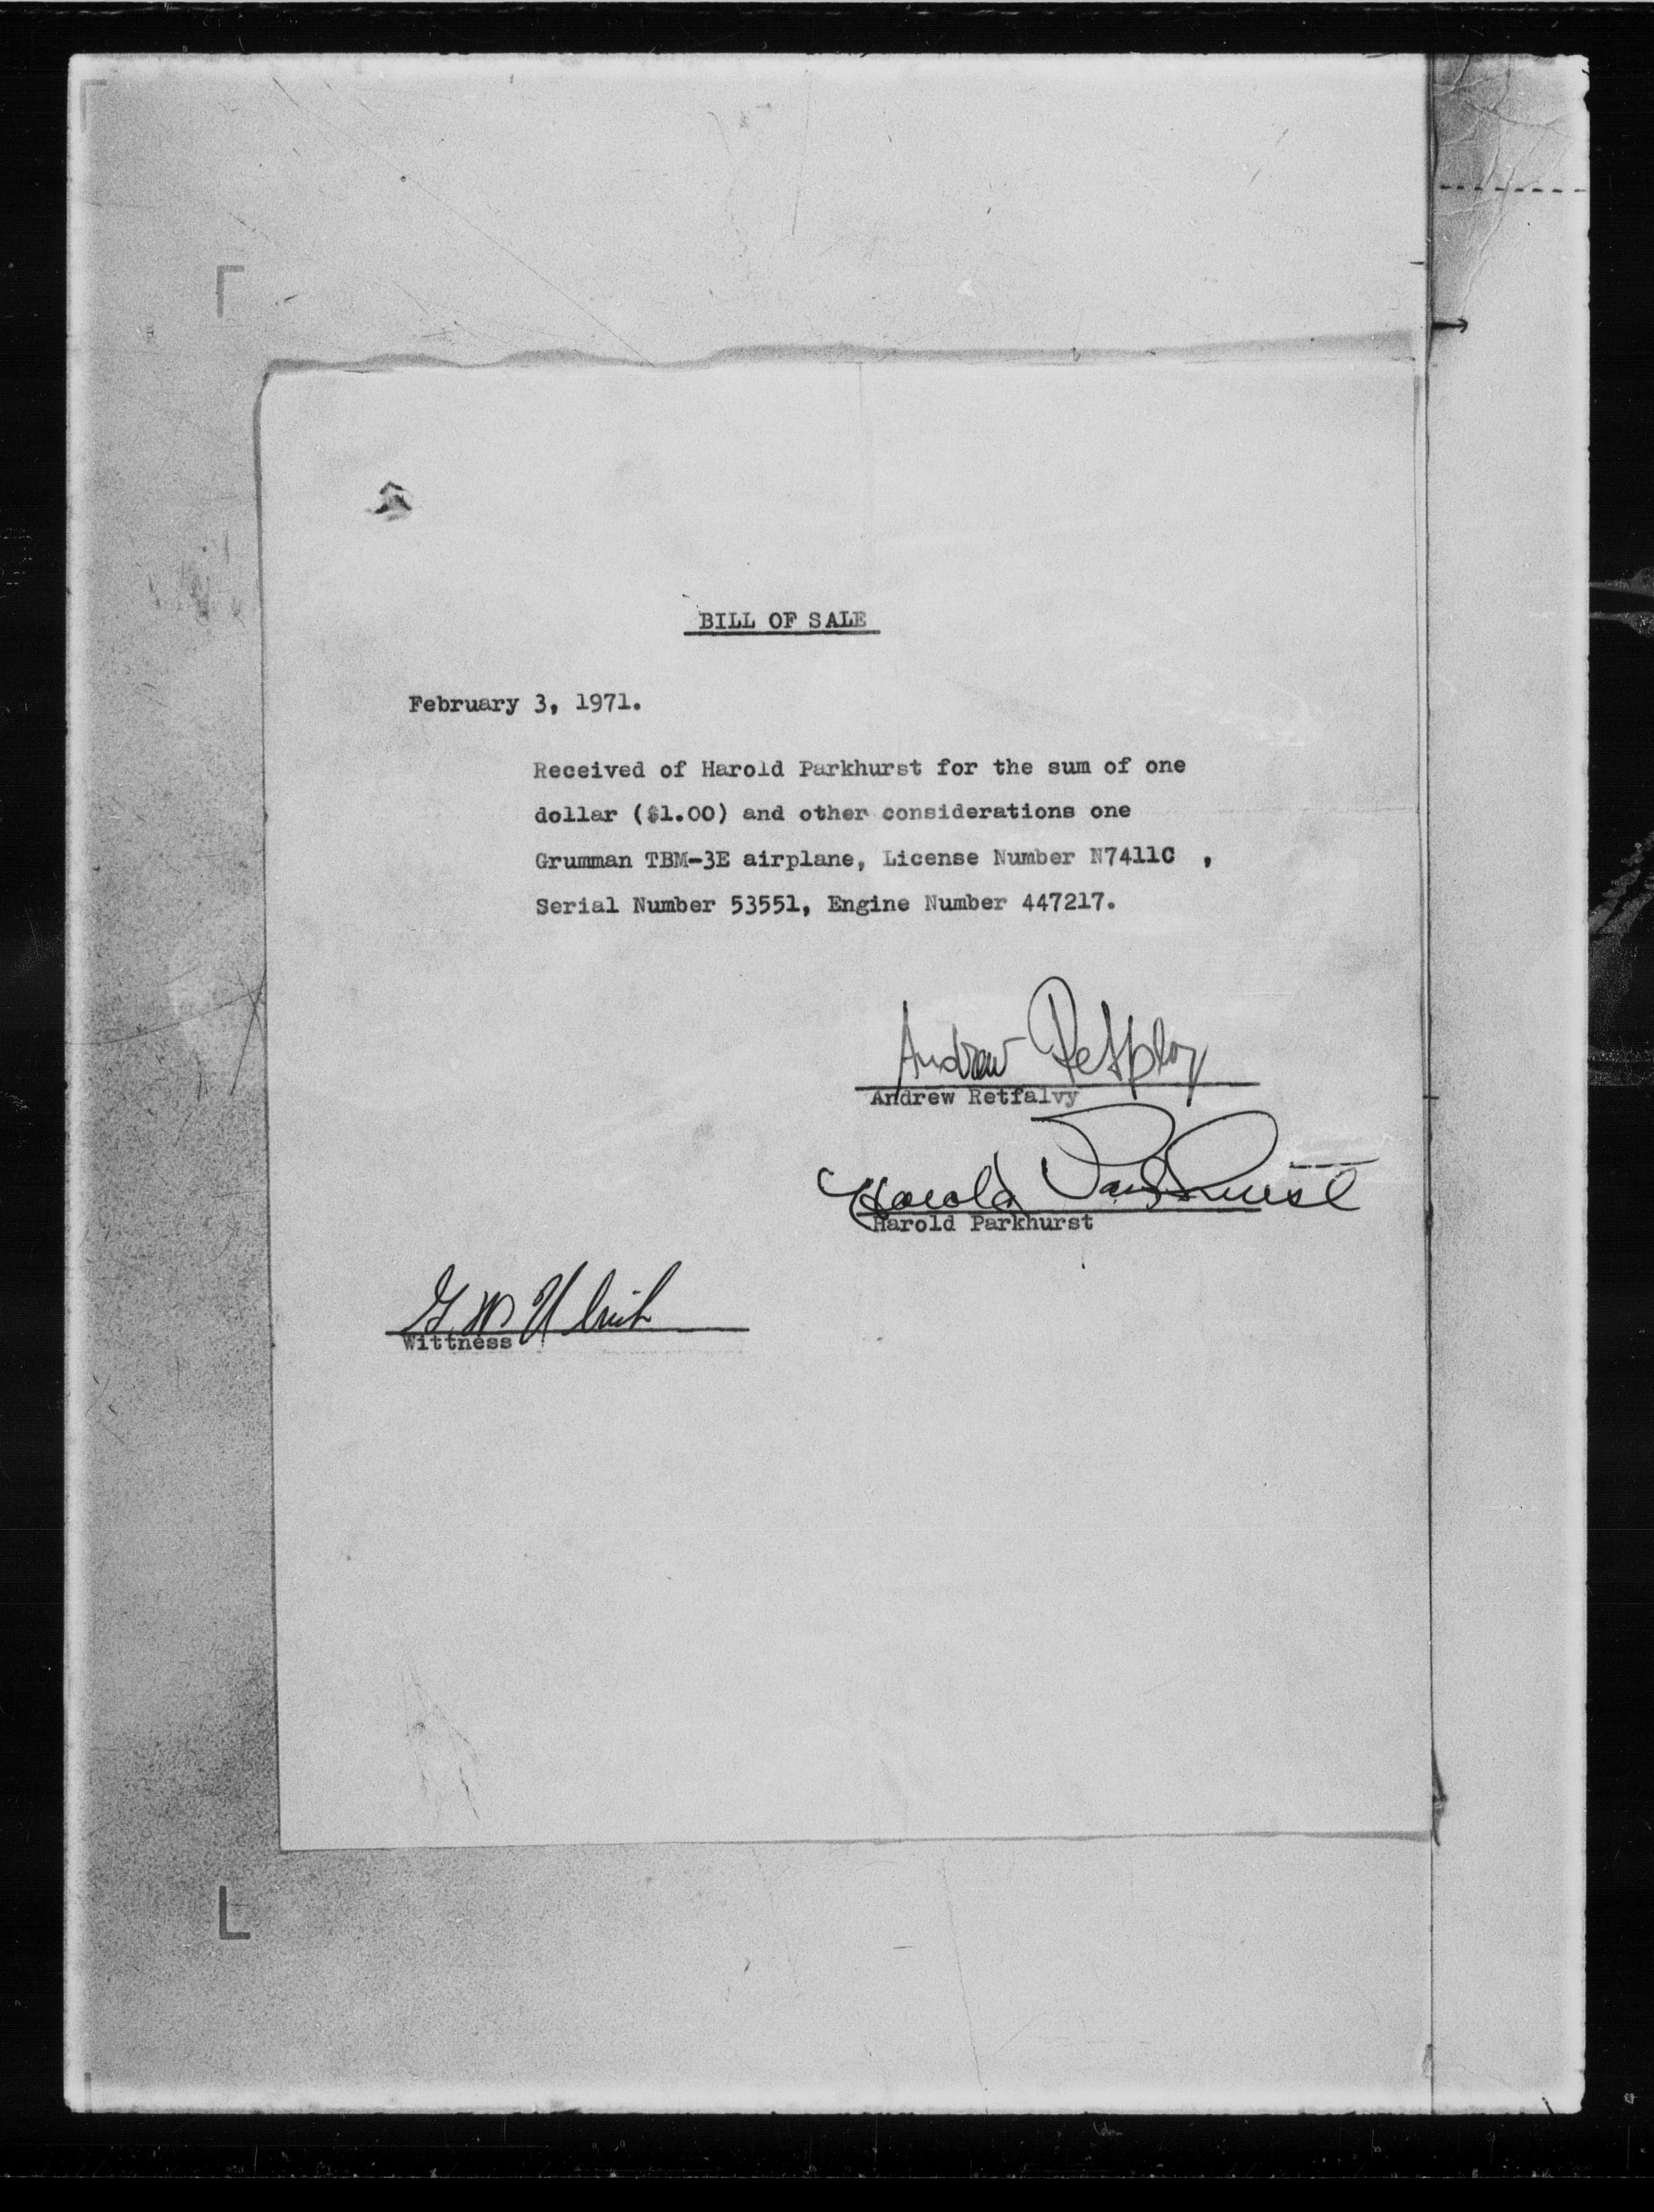 BILL OF SALE
February 3, 1971.
Received of Harold Parkhurst for the sum of one
dollar ($1.00) and other considerations one
Grumman TBM-3E airplane, License Number N7411C ,
Serial Number 53551, Engine Number 447217.
Andrew Retfalvy
Andrew Retfalvy
Harold Parkhurst
Harold Parkhurst
G. W. Ulrich
Wittness